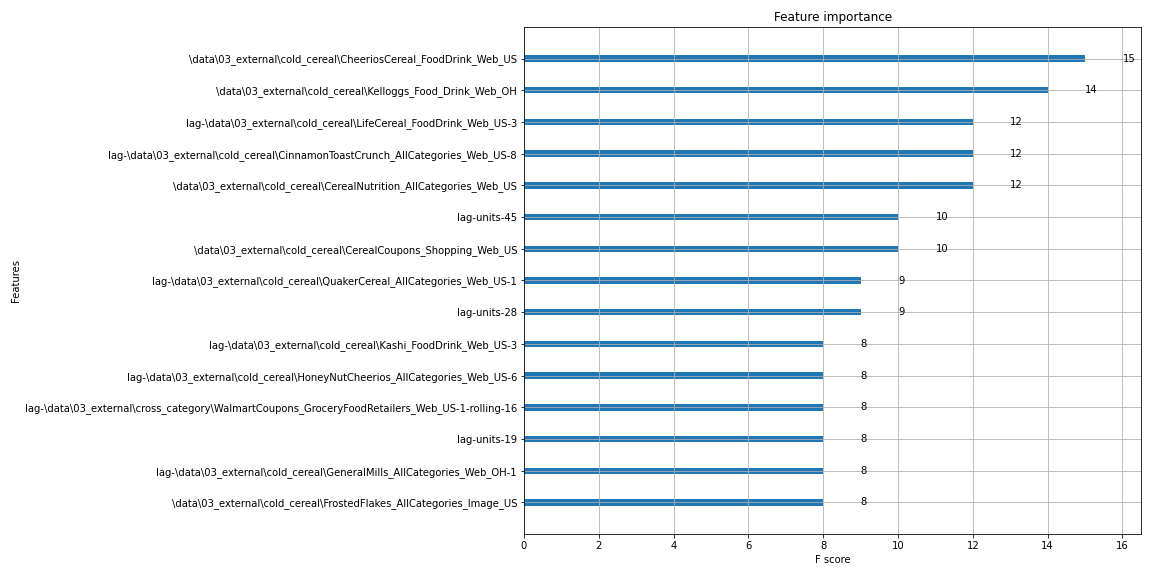 Feature importance
\data\03_external\cold_cereal\CheeriosCereal_FoodDrink_Web_US 15
\data\03_external\cold_cereal\Kelloggs_Food_Drink_Web_OH 14
lag-\data\03_external\cold_cereal\LifeCereal_FoodDrink_Web_US-3 12
lag-\data\03_external\cold_cereal\CinnamonToastCrunch_AllCategories_Web_US-8 12
\data\03_external\cold_cereal\CerealNutrition_AllCategories_Web_US 12
lag-units-45 10
\data\03_external\cold_cereal\CerealCoupons_Shopping_Web_US 10
lag-\data\03_external\cold_cereal\QuakerCereal_AllCategories_Web_US-1 9
lag-units-28 9
lag-\data\03_external\cold_cereal\Kashi_FoodDrink_Web_US-3 8
lag-\data\03_external\cold_cereal\HoneyNutCheerios_AllCategories_Web_US-6 8
lag-\data\03_external\cross_category\WalmartCoupons_GroceryFoodRetailers_Web_US-1-rolling-16 8
lag-units-19 8
lag-\data\03_external\cold_cereal\GeneralMills_AllCategories_Web_OH-1 8
\data\03_external\cold_cereal\FrostedFlakes_AllCategories_Image_US 8
Features
0 2 4 6 8 10 12 14 16
F score